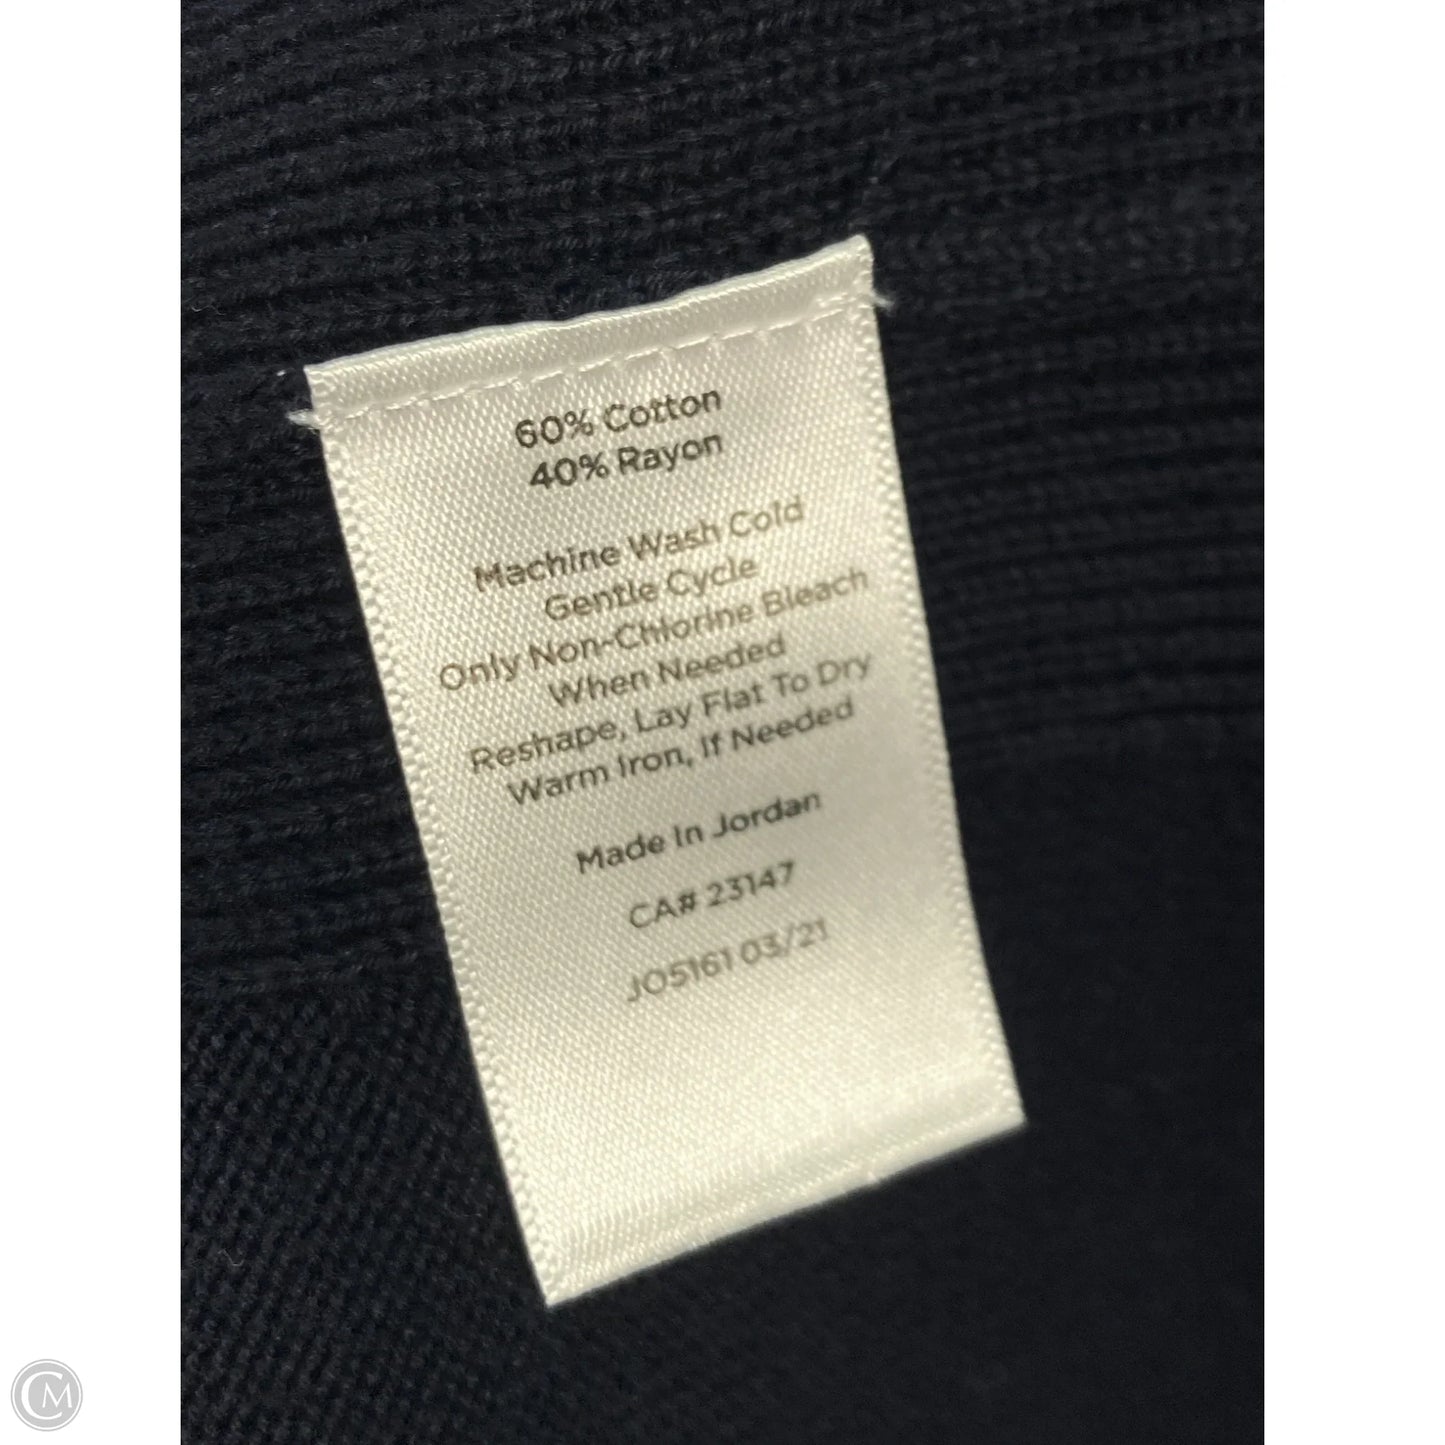 60% Cotton
40% Rayon
Machine Wash Cold
Gentle Cycle
Only Non-Chlorine Bleach
When Needed
Reshape, Lay Flat To Dry
Warm Iron, If Needed
Made In Jordan
CA# 23147
JO5161 03/21
CM